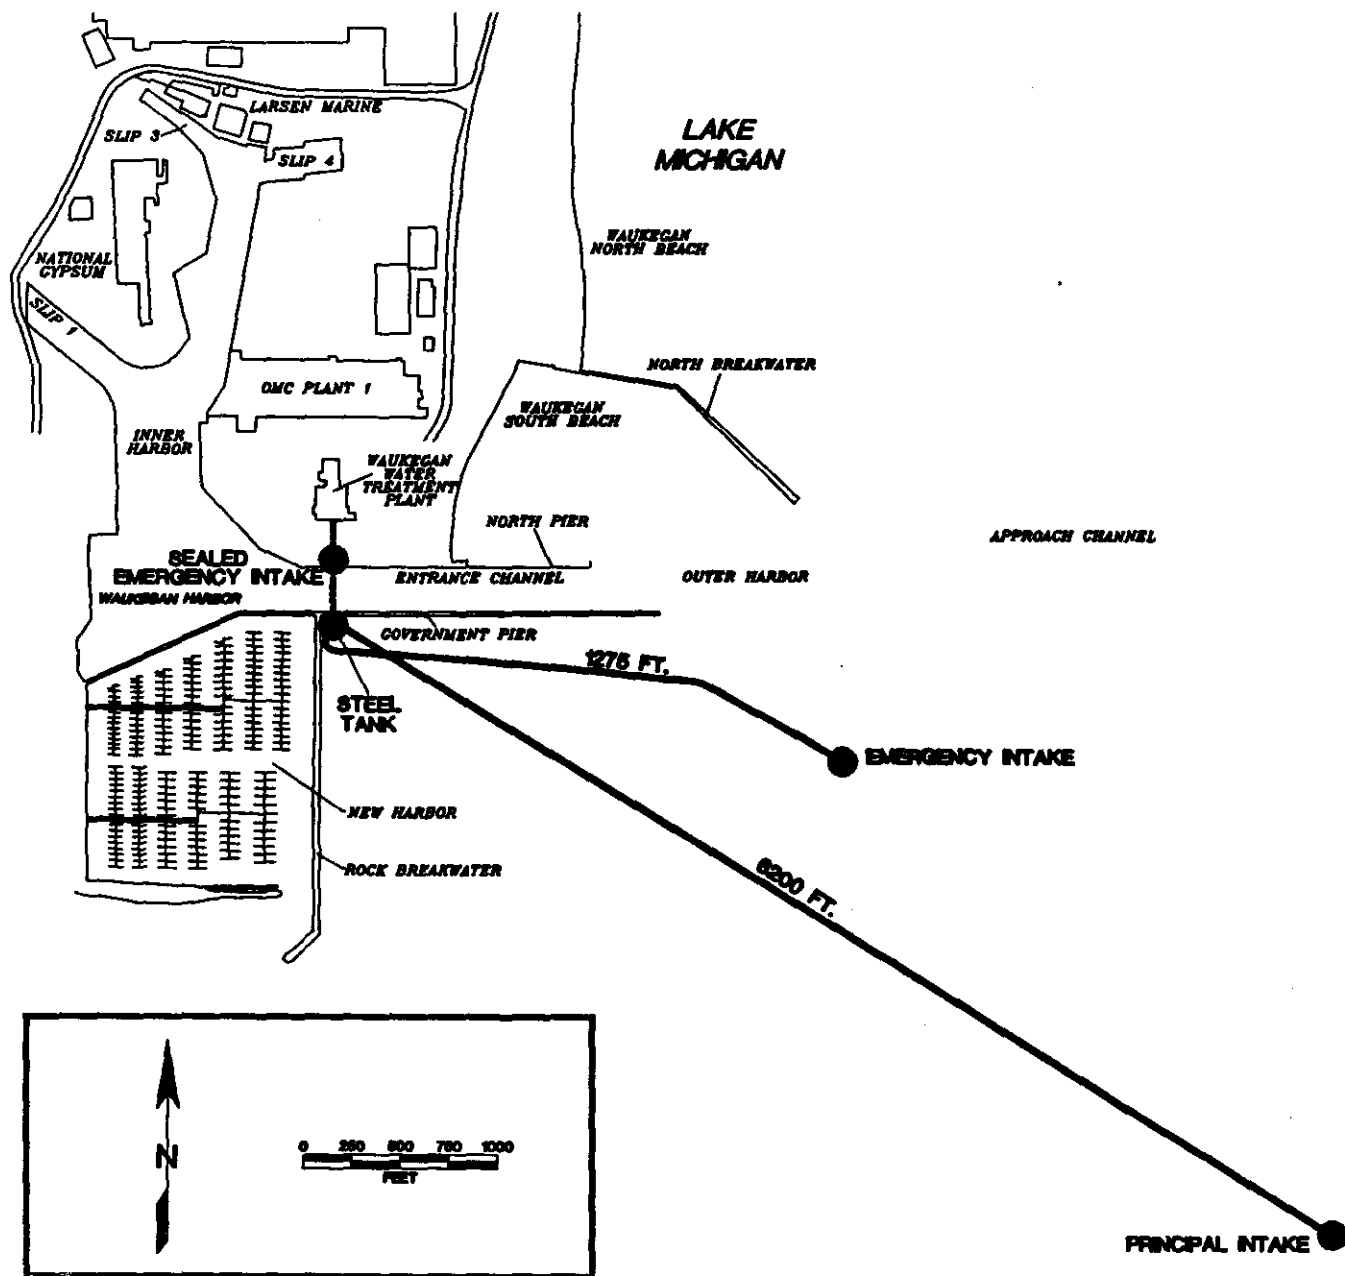 LARSEN MARINE
SLIP 3
SLIP 4
LAKE
MICHIGAN
WAUKEGAN
NORTH BEACH
NATIONAL
GYPSUM
SLIP 1
NORTH BREAKWATER
OMC PLANT 1
WAUKEGAN
SOUTH BEACH
INNER
HARBOR
WAUKEGAN
WATER
TREATMENT
PLANT
NORTH PIER
APPROACH CHANNEL
SEALED
EMERGENCY INTAKE
ENTRANCE CHANNEL
OUTER HARBOR
WAUKEGAN HARBOR
GOVERNMENT PIER
1275 FT.
STEEL
TANK
EMERGENCY INTAKE
NEW HARBOR
ROCK BREAKWATER
6200 FT.
N
0 250 500 750 1000
FEET
PRINCIPAL INTAKE